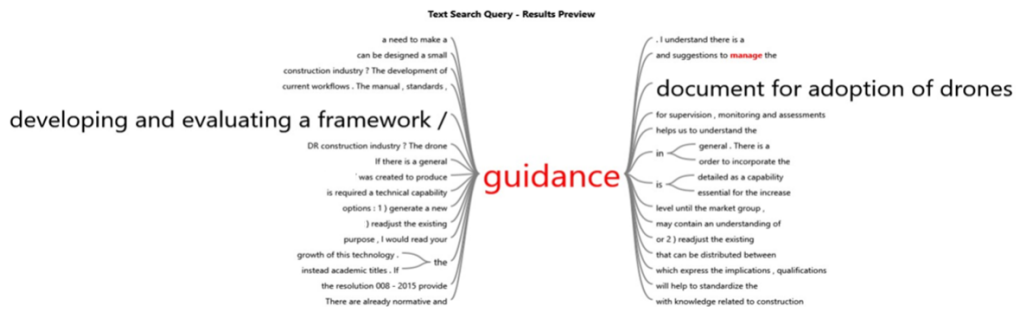 Text Search Query - Results Preview
a need to make a
can be designed a small
construction industry ? The development of
current workflows . The manual , standards ,
developing and evaluating a framework /
DR construction industry ? The drone
If there is a general
` was created to produce
is required a technical capability
options : 1 ) generate a new
) readjust the existing
purpose , I would read your
growth of this technology .
instead academic titles . If
the
the resolution 008 - 2015 provide
There are already normative and
guidance
. I understand there is a
and suggestions to manage the
document for adoption of drones
for supervision , monitoring and assessments
helps us to understand the
in
general . There is a
order to incorporate the
is
detailed as a capability
essential for the increase
level until the market group ,
may contain an understanding of
or 2 ) readjust the existing
that can be distributed between
which express the implications , qualifications
will help to standardize the
with knowledge related to construction